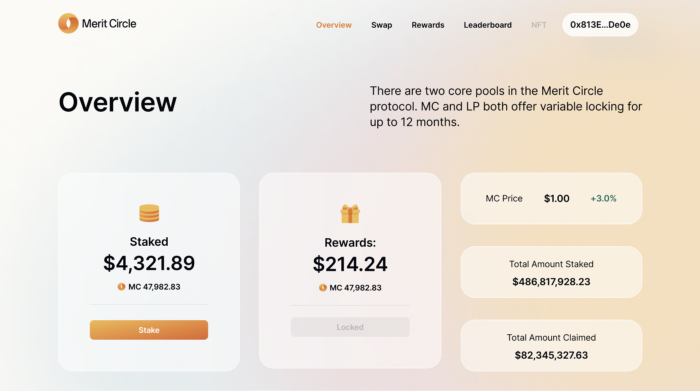 Merit Circle
Overview
Swap
Rewards
Leaderboard
NFT
0x813E...De0e
Overview
There are two core pools in the Merit Circle
protocol. MC and LP both offer variable locking for
up to 12 months.
Staked
$4,321.89
MC 47,982.83
Stake
Rewards:
$214.24
MC 47,982.83
Locked
MC Price $1.00 +3.0%
Total Amount Staked
$486,817,928.23
Total Amount Claimed
$82,345,327.63